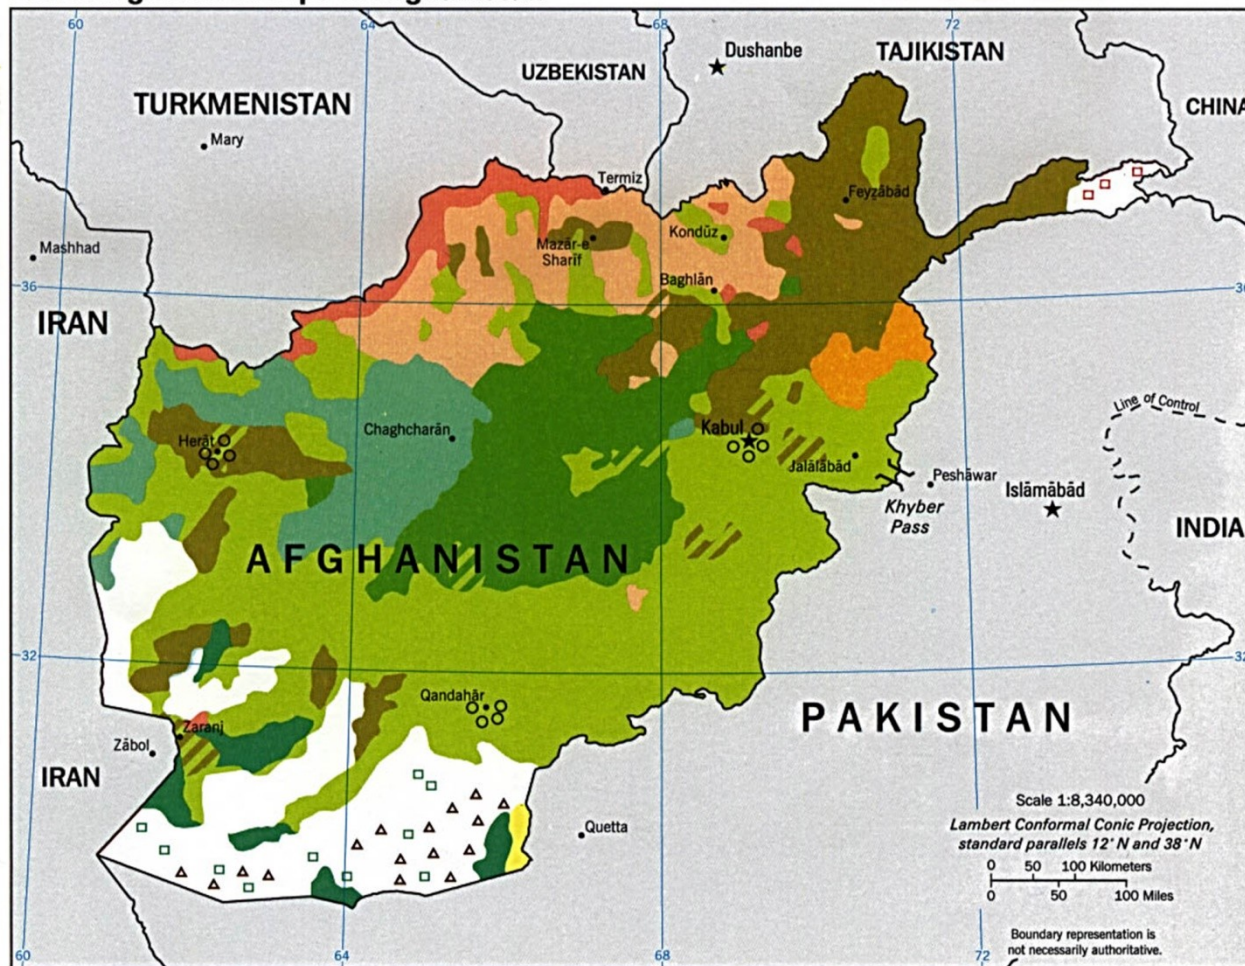 60
64
68
72
Dushanbe
TAJIKISTAN
UZBEKISTAN
TURKMENISTAN
CHINA
Mary
Termiz
Feyẕābād
Mashhad
Mazār-e
Sharīf
Kondūz
Baghlān
36
IRAN
Line of Control
Herāt
Chaghcharān
Kabul
Jalālābād
Peshāwar
Islāmābād
Khyber
Pass
INDIA
AFGHANISTAN
32
32
Qandahār
PAKISTAN
Zaranj
Zābol
IRAN
Quetta
Scale 1:8,340,000
Lambert Conformal Conic Projection,
standard parallels 12°N and 38°N
0 50 100 Kilometers
0 50 100 Miles
Boundary representation is
not necessarily authoritative.
60
64
68
72